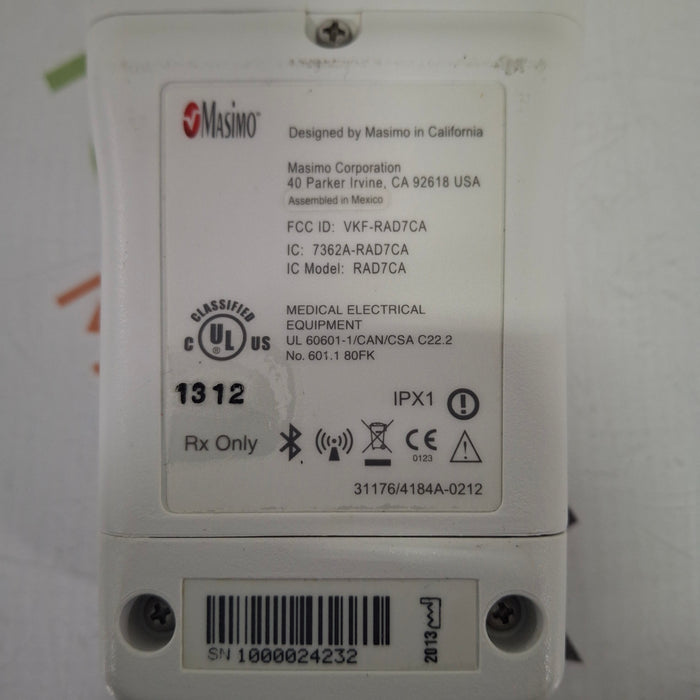 MASIMO
Designed by Masimo in California
Masimo Corporation
40 Parker Irvine, CA 92618 USA
Assembled in Mexico
FCC ID: VKF-RAD7CA
IC: 7362A-RAD7CA
IC Model: RAD7CA
CLASSIFIED
C UL US
®
MEDICAL ELECTRICAL
EQUIPMENT
UL 60601-1/CAN/CSA C22.2
No. 601.1 80FK
1312
IPX1
Rx Only
CE
0123
31176/4184A-0212
SN 1000024232
2013